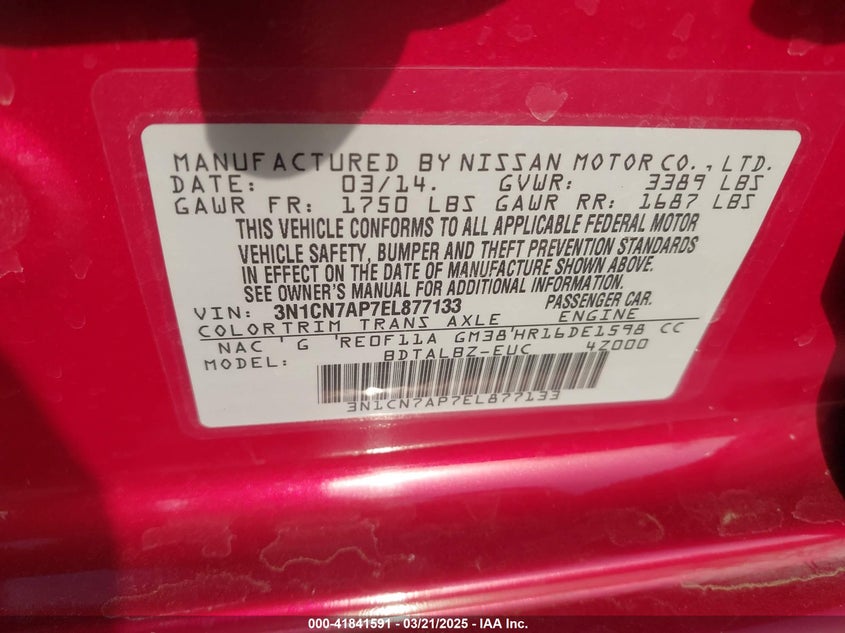 MANUFACTURED BY NISSAN MOTOR CO., LTD.
DATE: 03/14. GVWR: 3389 LBS
GAWR FR: 1750 LBS GAWR RR: 1687 LBS
THIS VEHICLE CONFORMS TO ALL APPLICABLE FEDERAL MOTOR
VEHICLE SAFETY, BUMPER AND THEFT PREVENTION STANDARDS
IN EFFECT ON THE DATE OF MANUFACTURE SHOWN ABOVE.
SEE OWNER'S MANUAL FOR ADDITIONAL INFORMATION.
VIN: 3N1CN7AP7EL877133 PASSENGER CAR.
COLOR TRIM TRANS AXLE ENGINE
NAC ' G 'RE0F11A GM38'HR16DE1598 CC
MODEL: BDTALBZ-EUC 4Z000
3N1CN7AP7EL877133
000-41841591 - 03/21/2025 - IAA Inc.